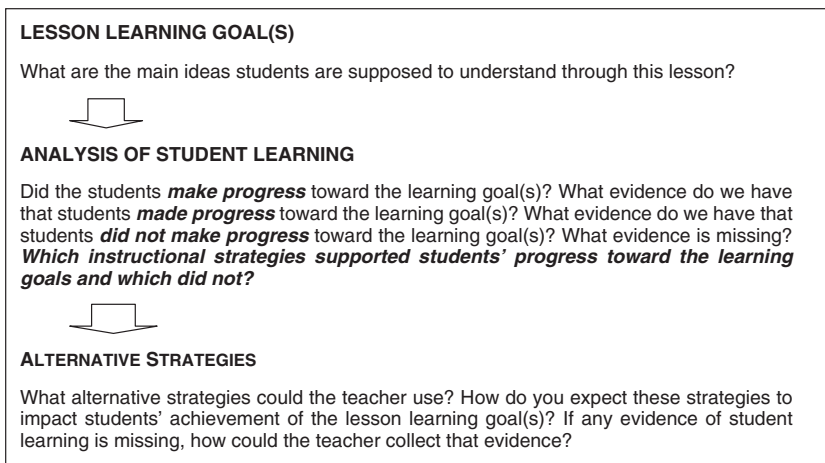 LESSON LEARNING GOAL(S)
What are the main ideas students are supposed to understand through this lesson?
ANALYSIS OF STUDENT LEARNING
Did the students make progress toward the learning goal(s)? What evidence do we have
that students made progress toward the learning goal(s)? What evidence do we have that
students did not make progress toward the learning goal(s)? What evidence is missing?
Which instructional strategies supported students’ progress toward the learning
goals and which did not?
ALTERNATIVE STRATEGIES
What alternative strategies could the teacher use? How do you expect these strategies to
impact students’ achievement of the lesson learning goal(s)? If any evidence of student
learning is missing, how could the teacher collect that evidence?